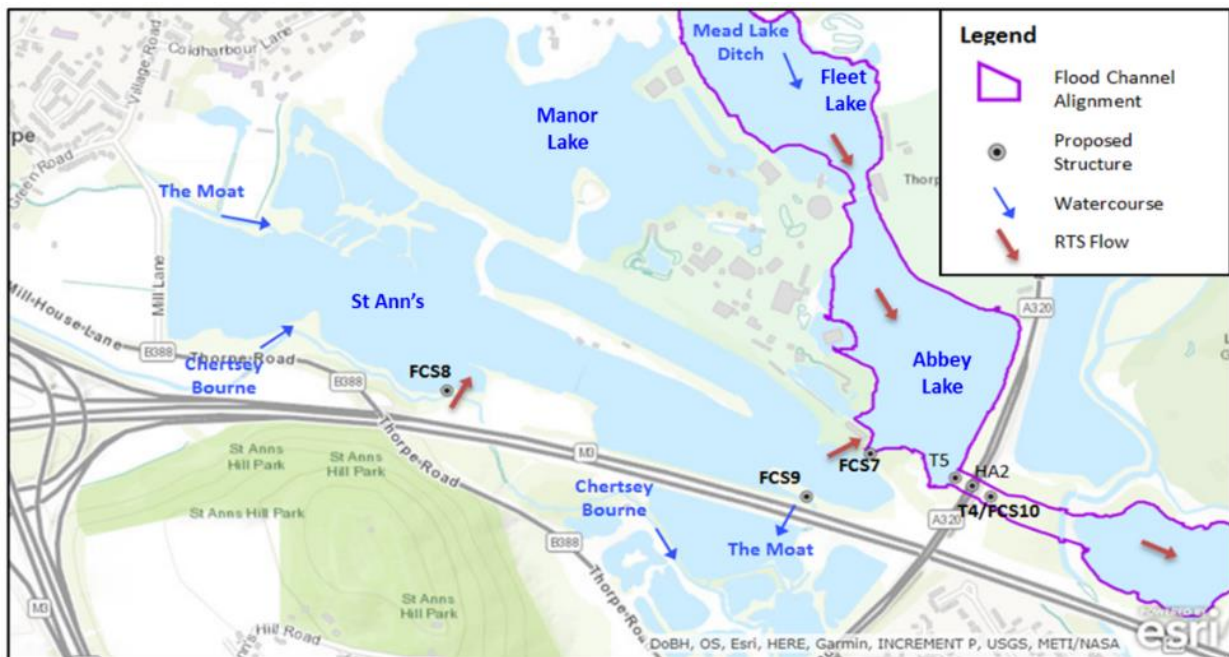 Coldharbour Lane
Village Road
Green Road
pe
The Moat
Mill Lane
Mill-House-Lane
B388
Thorpe-Road
Chertsey
Bourne
St Ann's
Manor
Lake
Mead Lake
Ditch
Fleet
Lake
Thorp
Abbey
Lake
A320
FCS8
B388
Thorpe-Road
M3
St Anns
Hill Park
St Anns
Hill Park
St Anns Hill Park
St Anns
Hill Park
M3
Hill Road
B388
Thorpe-Road
Chertsey
Bourne
FCS9
The Moat
FCS7
T5
HA2
T4/FCS10
A320
M3
Legend
Flood Channel
Alignment
Proposed
Structure
Watercourse
RTS Flow
POWERED BY
esri
DoBH, OS, Esri, HERE, Garmin, INCREMENT P, USGS, METI/NASA